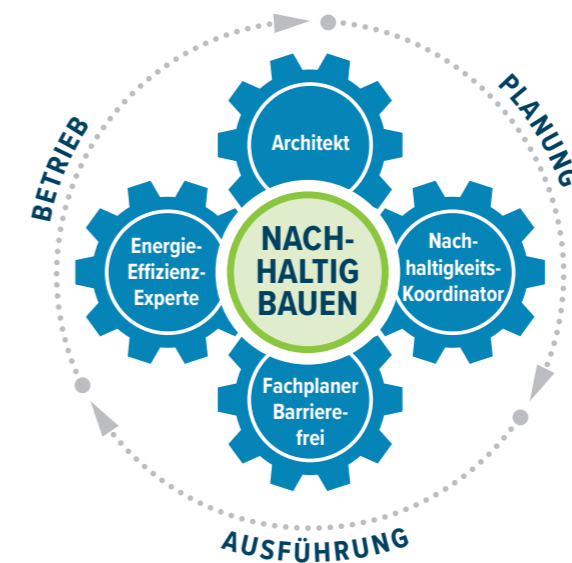 BETRIEB
PLANUNG
Architekt
Energie-
Effizienz-
Experte
NACH-
HALTIG
BAUEN
Nach-
haltigkeits-
Koordinator
Fachplaner
Barriere-
frei
AUSFÜHRUNG